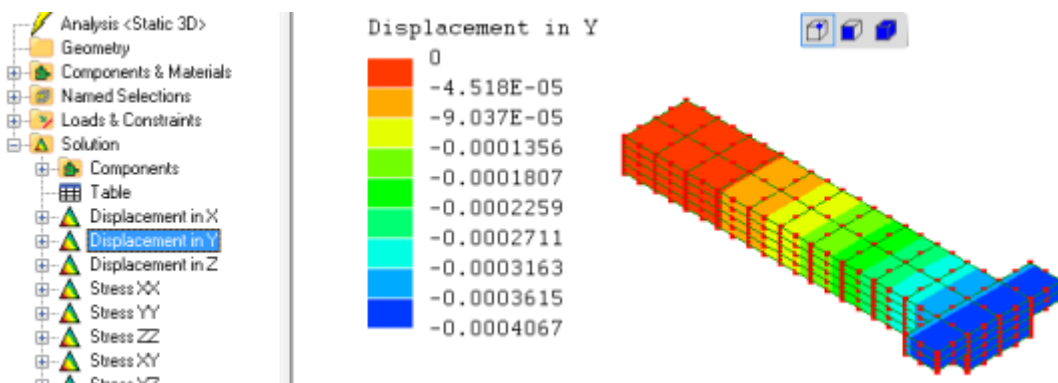 Analysis <Static 3D>
Geometry
Components & Materials
Named Selections
Loads & Constraints
Solution
Components
Table
Displacement in X
Displacement in Y
Displacement in Z
Stress XX
Stress YY
Stress ZZ
Stress XY
Stress YZ
Displacement in Y
0
-4.518E-05
-9.037E-05
-0.0001356
-0.0001807
-0.0002259
-0.0002711
-0.0003163
-0.0003615
-0.0004067